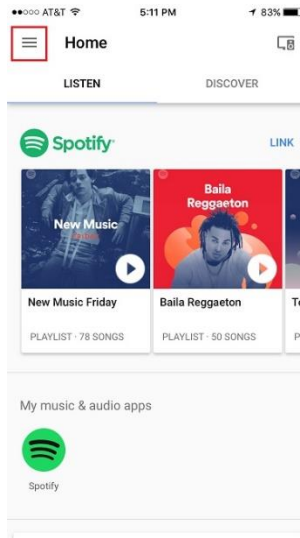 AT&T 5:11 PM 83%
Home
LISTEN DISCOVER
Spotify LINK
New Music
Baila
Reggaeton
New Music Friday Baila Reggaeton
PLAYLIST · 78 SONGS PLAYLIST · 50 SONGS
My music & audio apps
Spotify